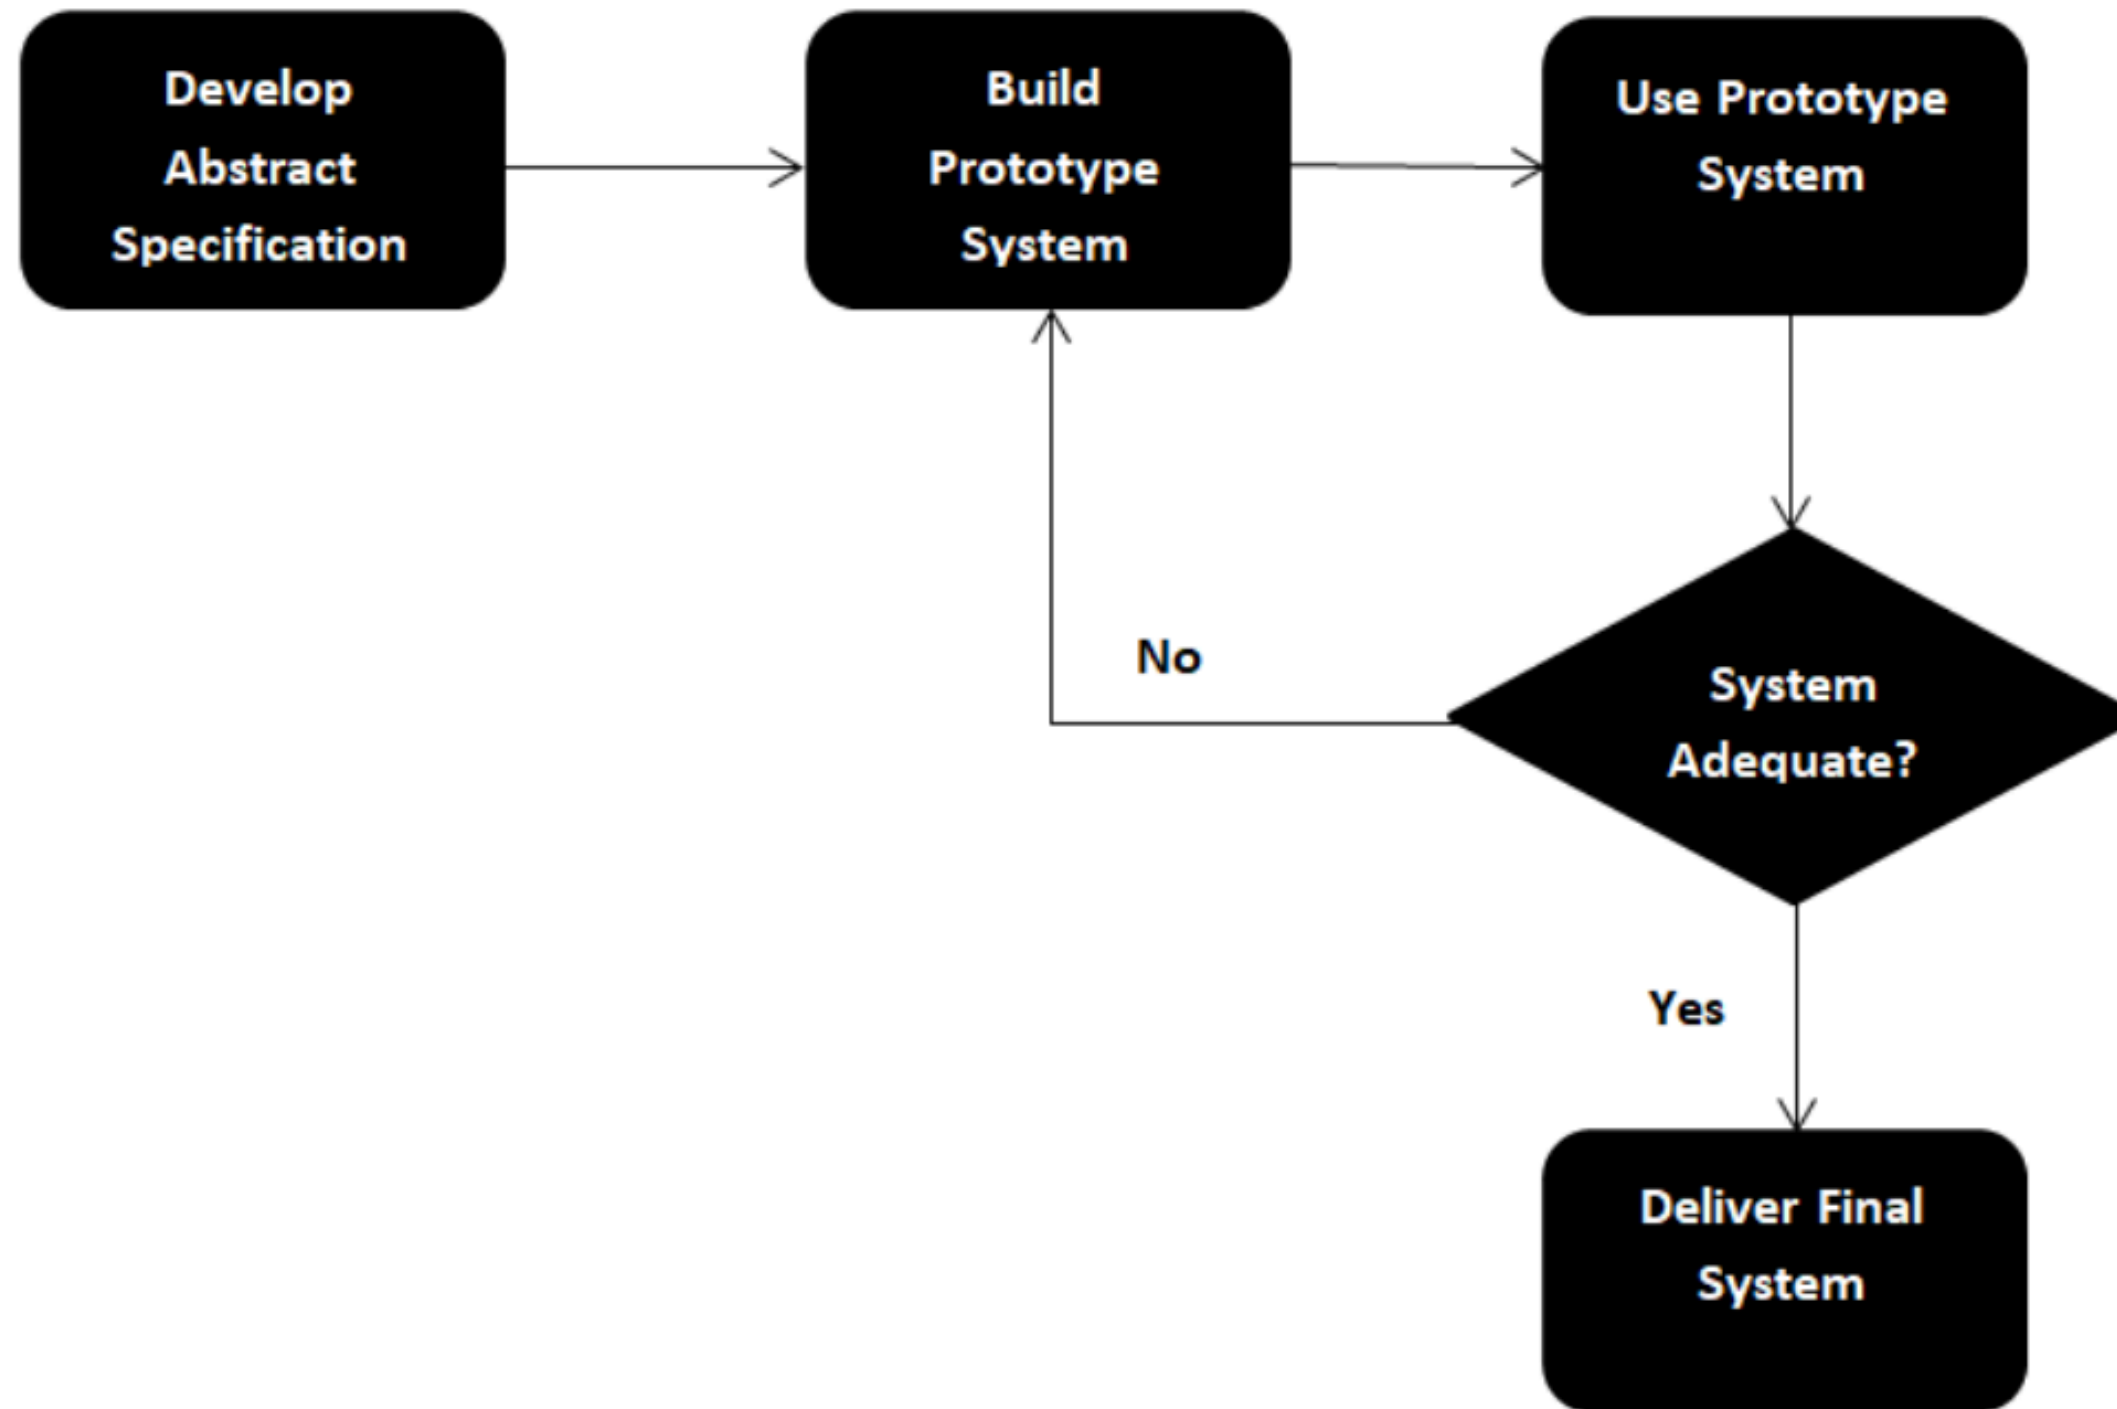 Develop
Abstract
Specification
Build
Prototype
System
Use Prototype
System
No
System
Adequate?
Yes
Deliver Final
System